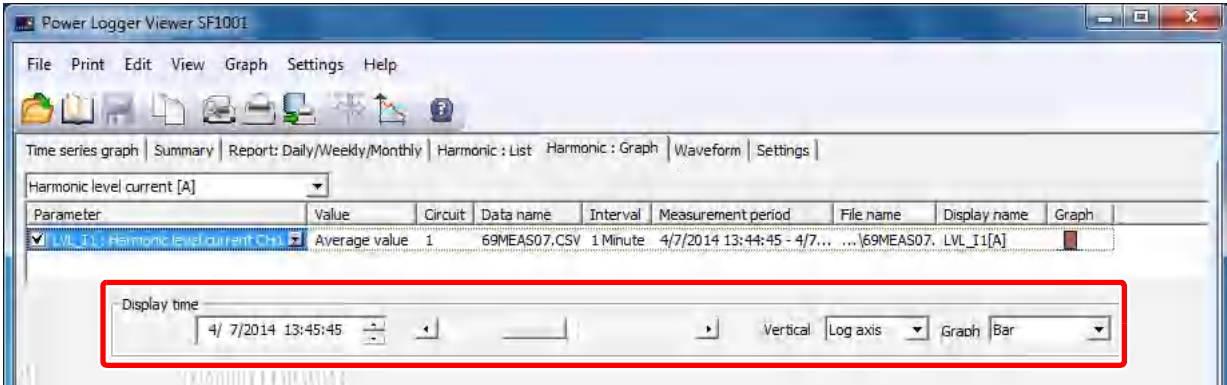 Power Logger Viewer SF1001
File Print Edit View Graph Settings Help
Time series graph Summary Report: Daily/Weekly/Monthly Harmonic : List Harmonic : Graph Waveform Settings
Harmonic level current [A]
Parameter Value Circuit Data name Interval Measurement period File name Display name Graph
LVL_I1 : Harmonic level current CH1 Average value 1 69MEAS07.CSV 1 Minute 4/7/2014 13:44:45 - 4/7... ...\69MEAS07. LVL_I1[A]
Display time
4/ 7/2014 13:45:45 Vertical Log axis Graph Bar